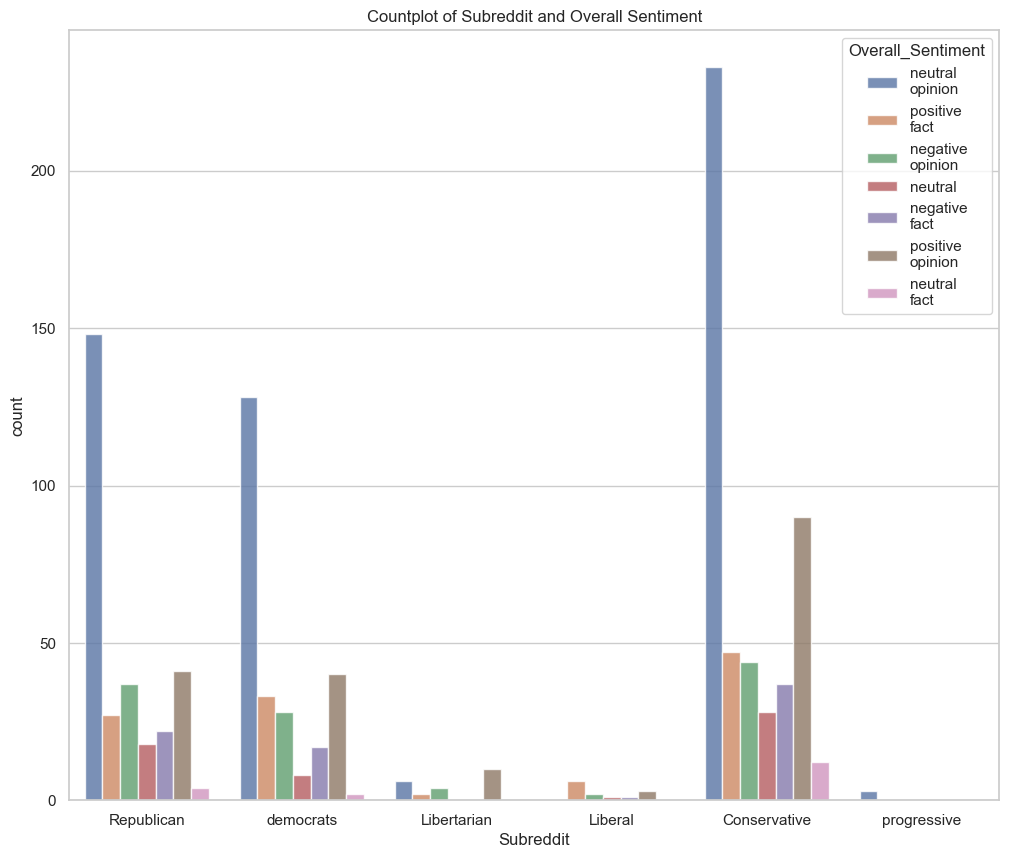 Countplot of Subreddit and Overall Sentiment
Overall_Sentiment
neutral
opinion
positive
fact
negative
opinion
neutral
negative
fact
positive
opinion
neutral
fact
200
150
100
50
0
count
Republican
democrats
Libertarian
Liberal
Conservative
progressive
Subreddit